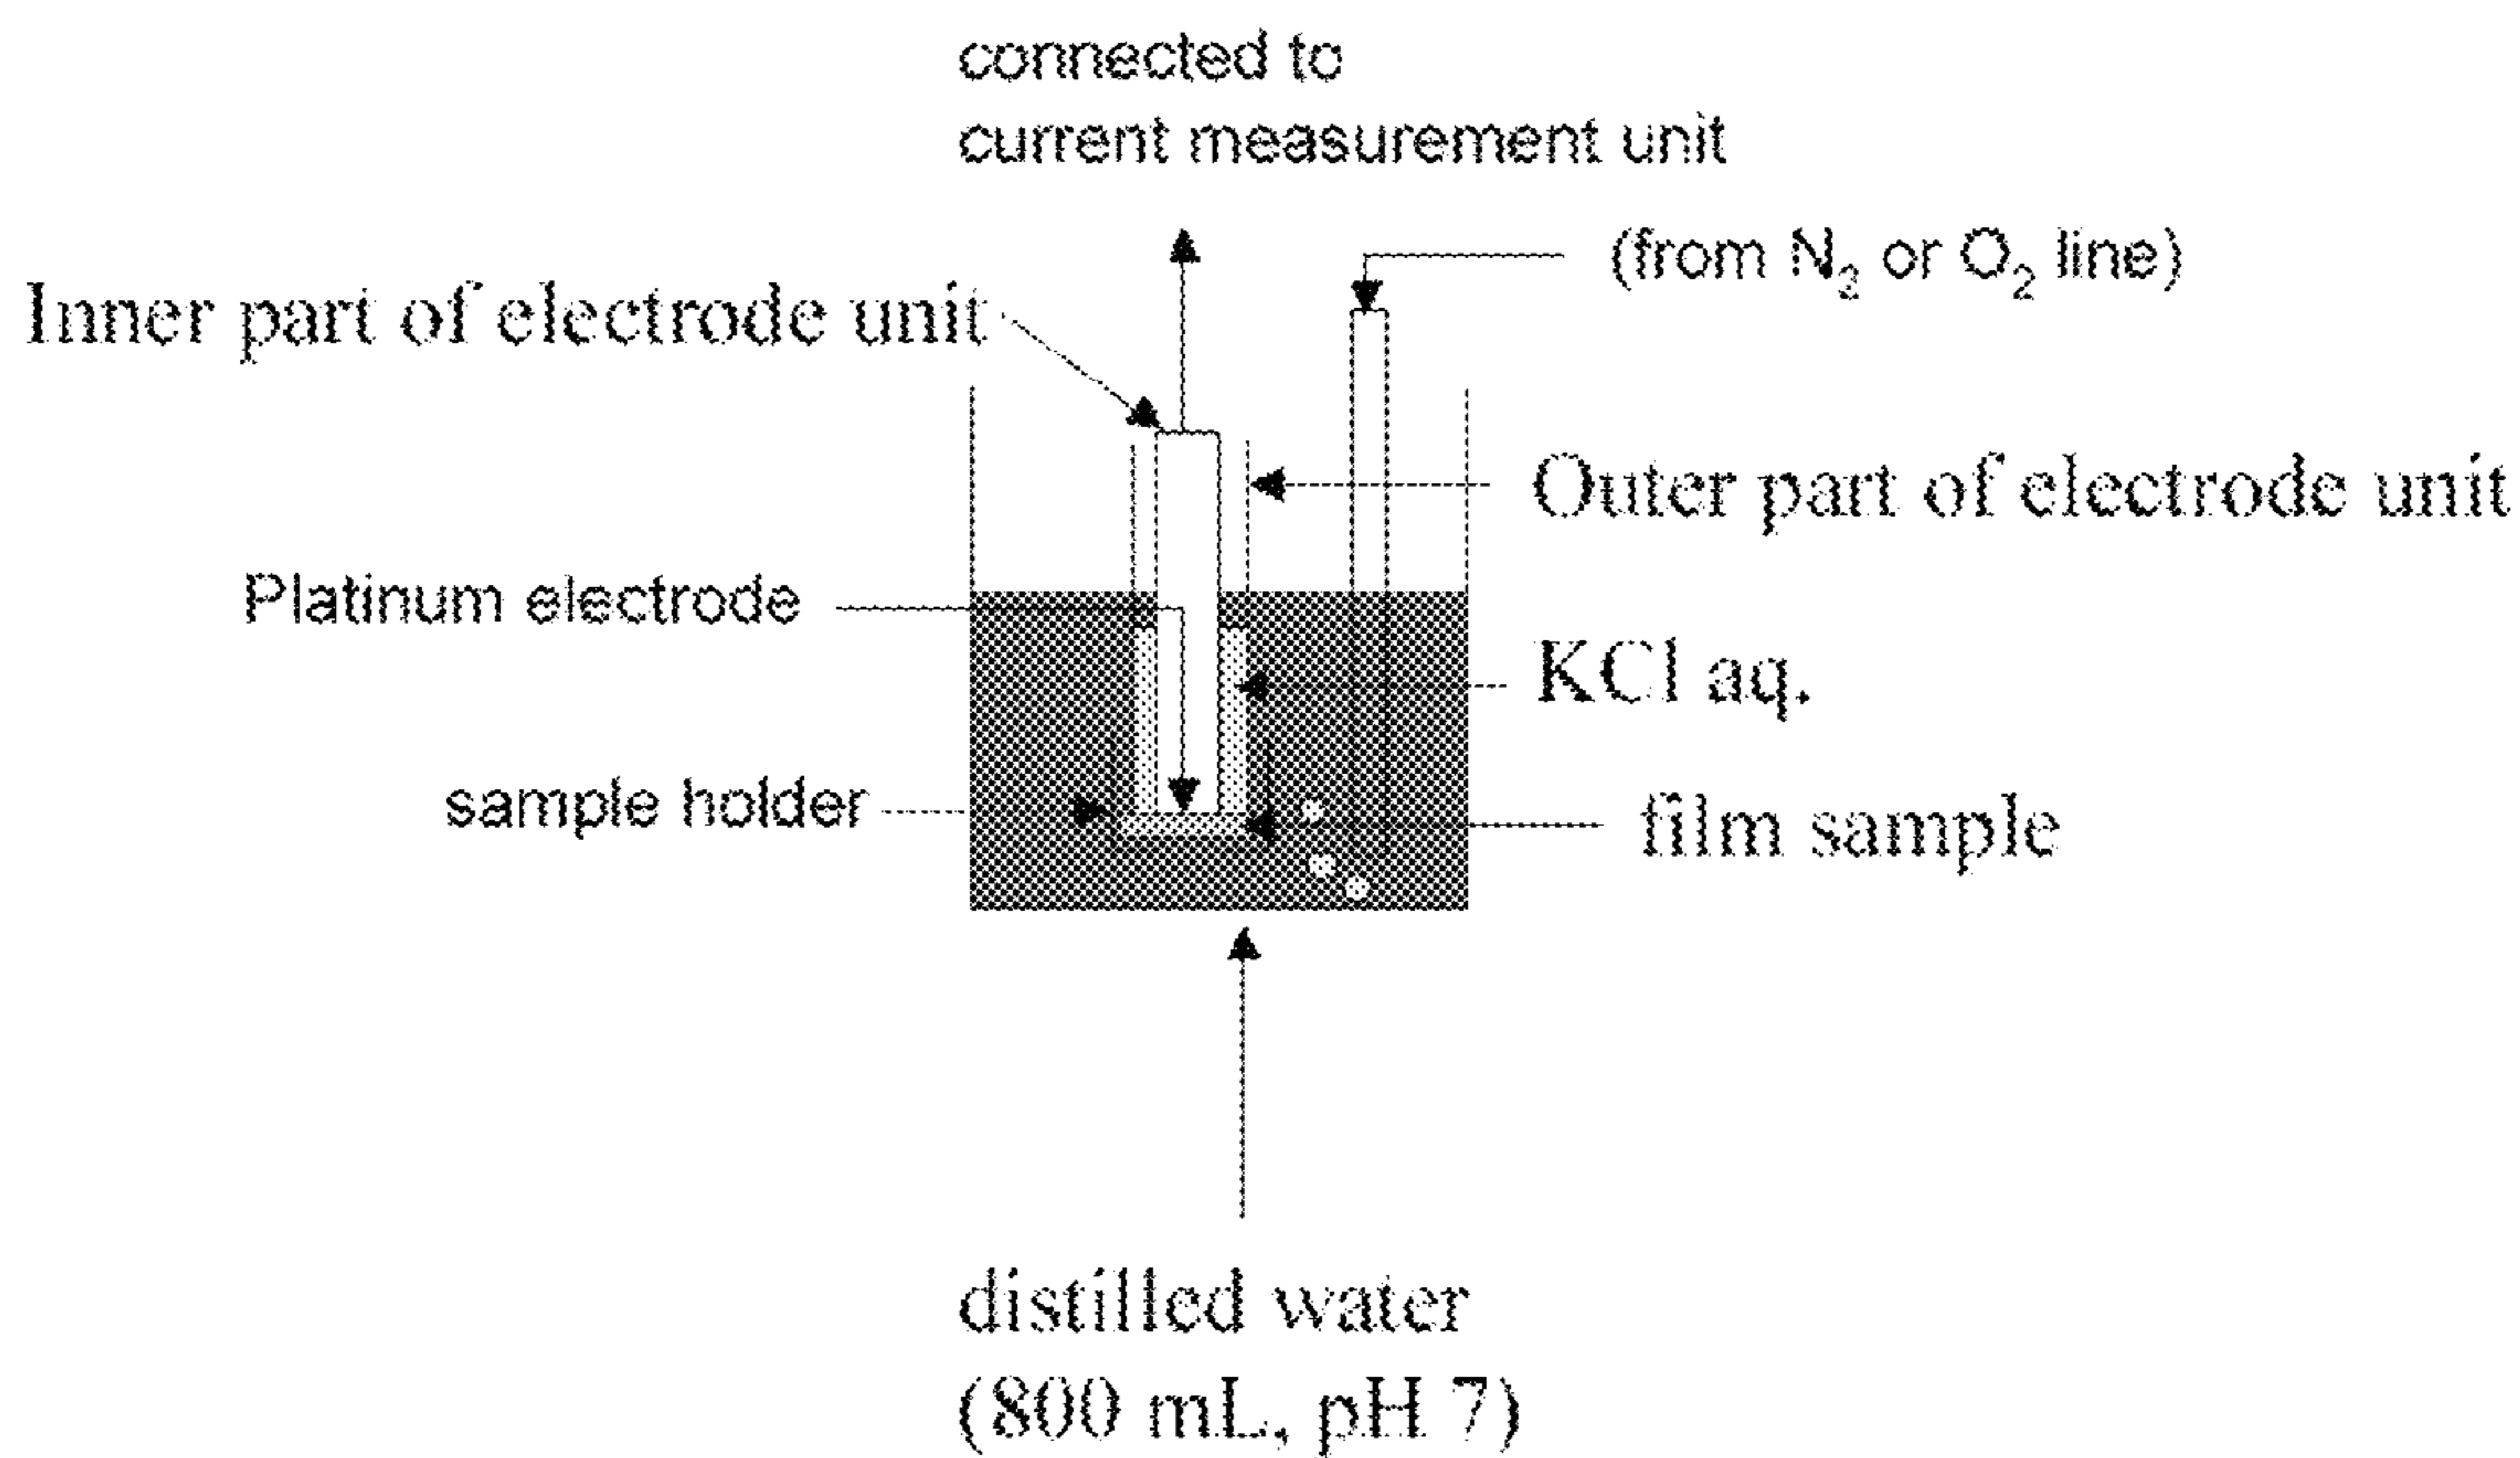 connected to
current measurement unit
(from N₂ or O₂ line)
Inner part of electrode unit
Outer part of electrode unit
Platinum electrode
KCl aq.
sample holder
film sample
distilled water
(800 mL, pH 7)